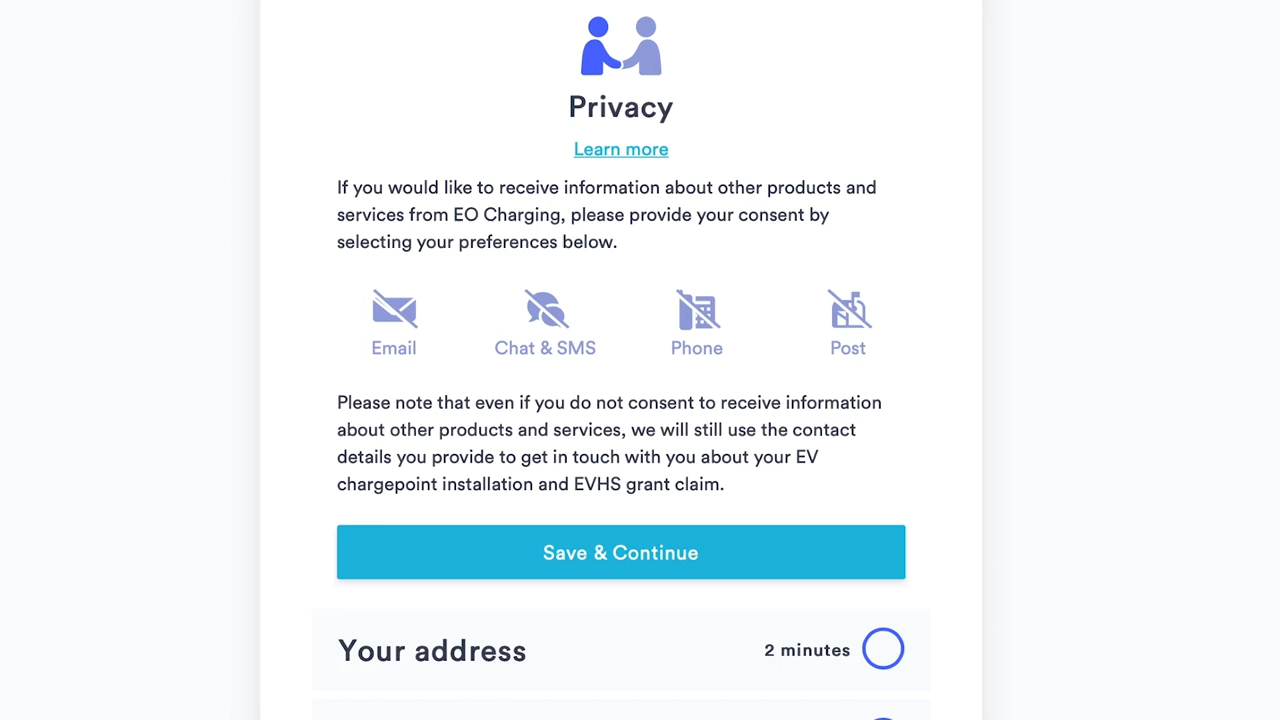 Privacy
Learn more
If you would like to receive information about other products and
services from EO Charging, please provide your consent by
selecting your preferences below.
Email
Chat & SMS
Phone
Post
Please note that even if you do not consent to receive information
about other products and services, we will still use the contact
details you provide to get in touch with you about your EV
chargepoint installation and EVHS grant claim.
Save & Continue
Your address
2 minutes